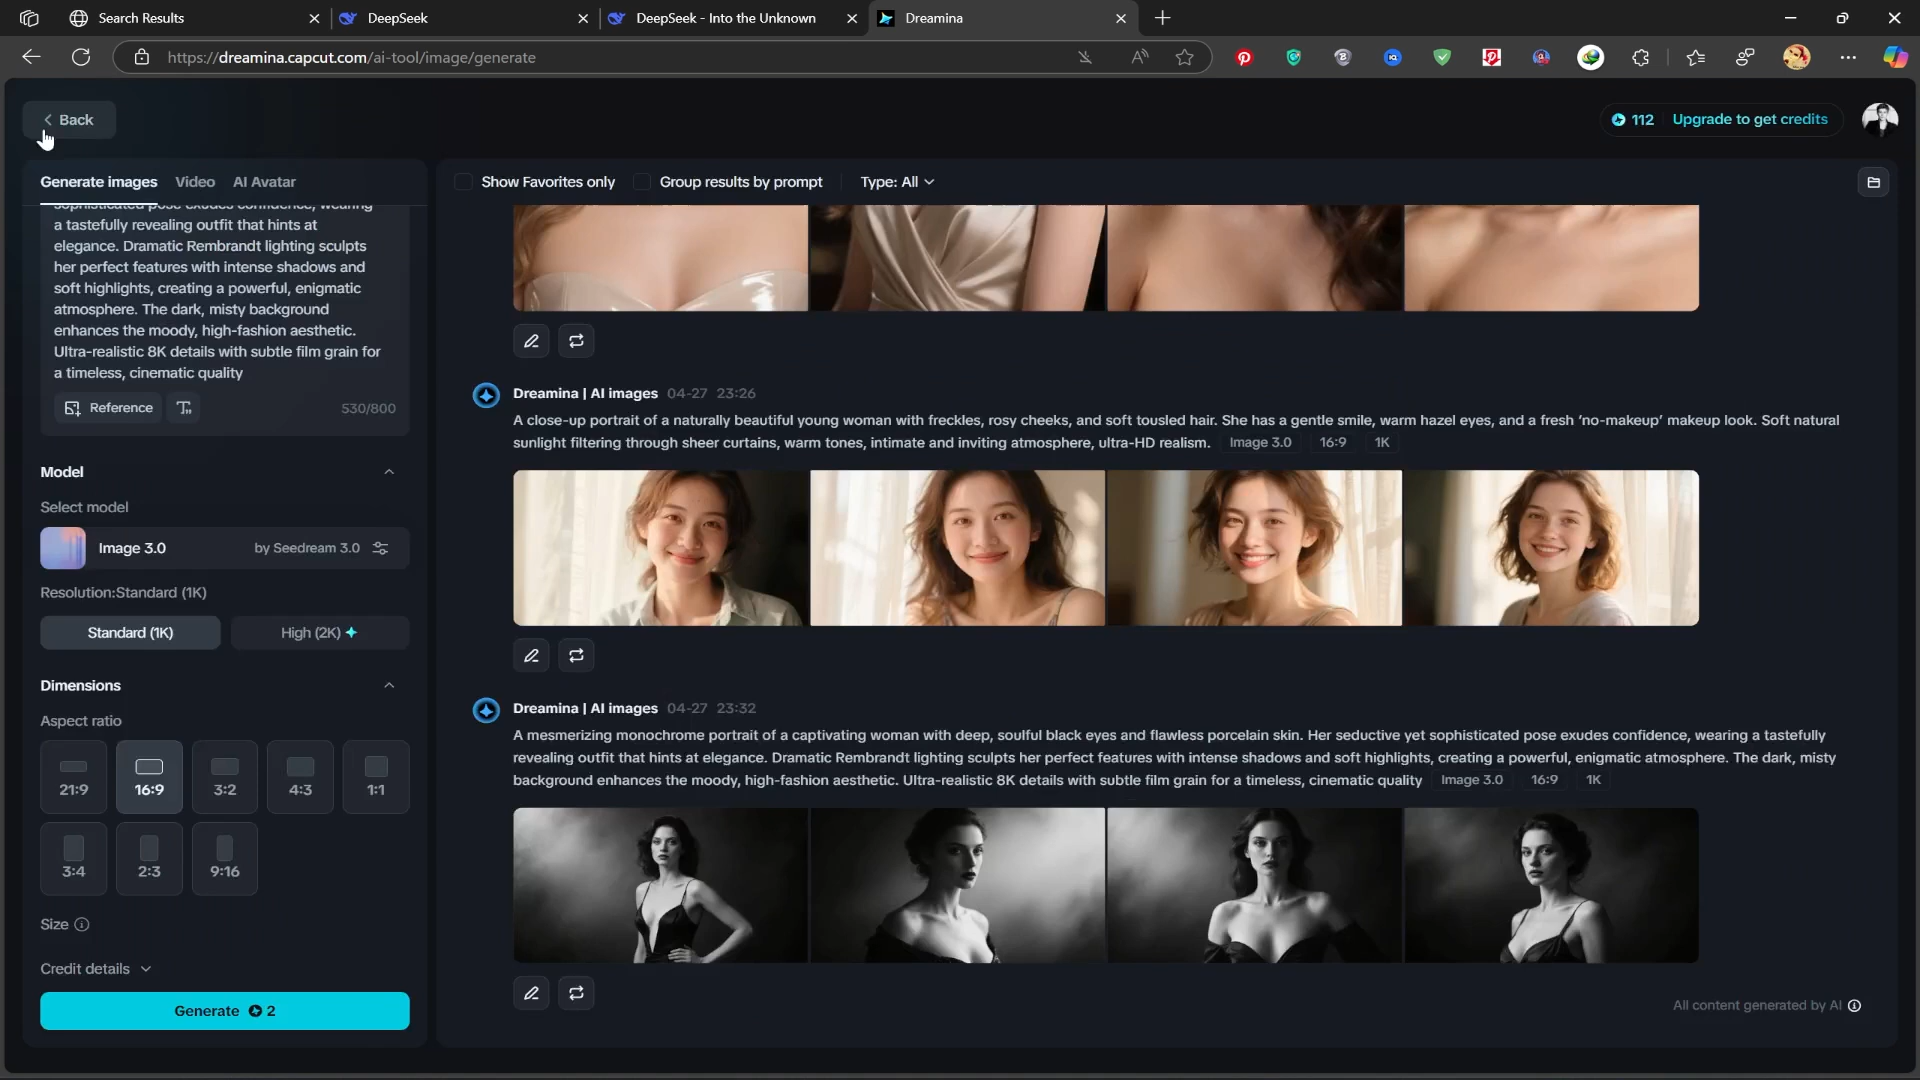 Search Results
DeepSeek
DeepSeek - Into the Unknown
Dreamina
https://dreamina.capcut.com/ai-tool/image/generate
Back
112 Upgrade to get credits
Generate images Video AI Avatar
Show Favorites only Group results by prompt Type: All
sophisticated pose exudes confidence, wearing
a tastefully revealing outfit that hints at
elegance. Dramatic Rembrandt lighting sculpts
her perfect features with intense shadows and
soft highlights, creating a powerful, enigmatic
atmosphere. The dark, misty background
enhances the moody, high-fashion aesthetic.
Ultra-realistic 8K details with subtle film grain for
a timeless, cinematic quality
Reference 530/800
Model
Select model
Image 3.0 by Seedream 3.0
Resolution:Standard (1K)
Standard (1K) High (2K)
Dimensions
Aspect ratio
21:9 16:9 3:2 4:3 1:1
3:4 2:3 9:16
Size
Credit details
Generate 2
Dreamina | AI images 04-27 23:26
A close-up portrait of a naturally beautiful young woman with freckles, rosy cheeks, and soft tousled hair. She has a gentle smile, warm hazel eyes, and a fresh ‘no-makeup’ makeup look. Soft natural
sunlight filtering through sheer curtains, warm tones, intimate and inviting atmosphere, ultra-HD realism. Image 3.0 16:9 1K
Dreamina | AI images 04-27 23:32
A mesmerizing monochrome portrait of a captivating woman with deep, soulful black eyes and flawless porcelain skin. Her seductive yet sophisticated pose exudes confidence, wearing a tastefully
revealing outfit that hints at elegance. Dramatic Rembrandt lighting sculpts her perfect features with intense shadows and soft highlights, creating a powerful, enigmatic atmosphere. The dark, misty
background enhances the moody, high-fashion aesthetic. Ultra-realistic 8K details with subtle film grain for a timeless, cinematic quality Image 3.0 16:9 1K
All content generated by AI